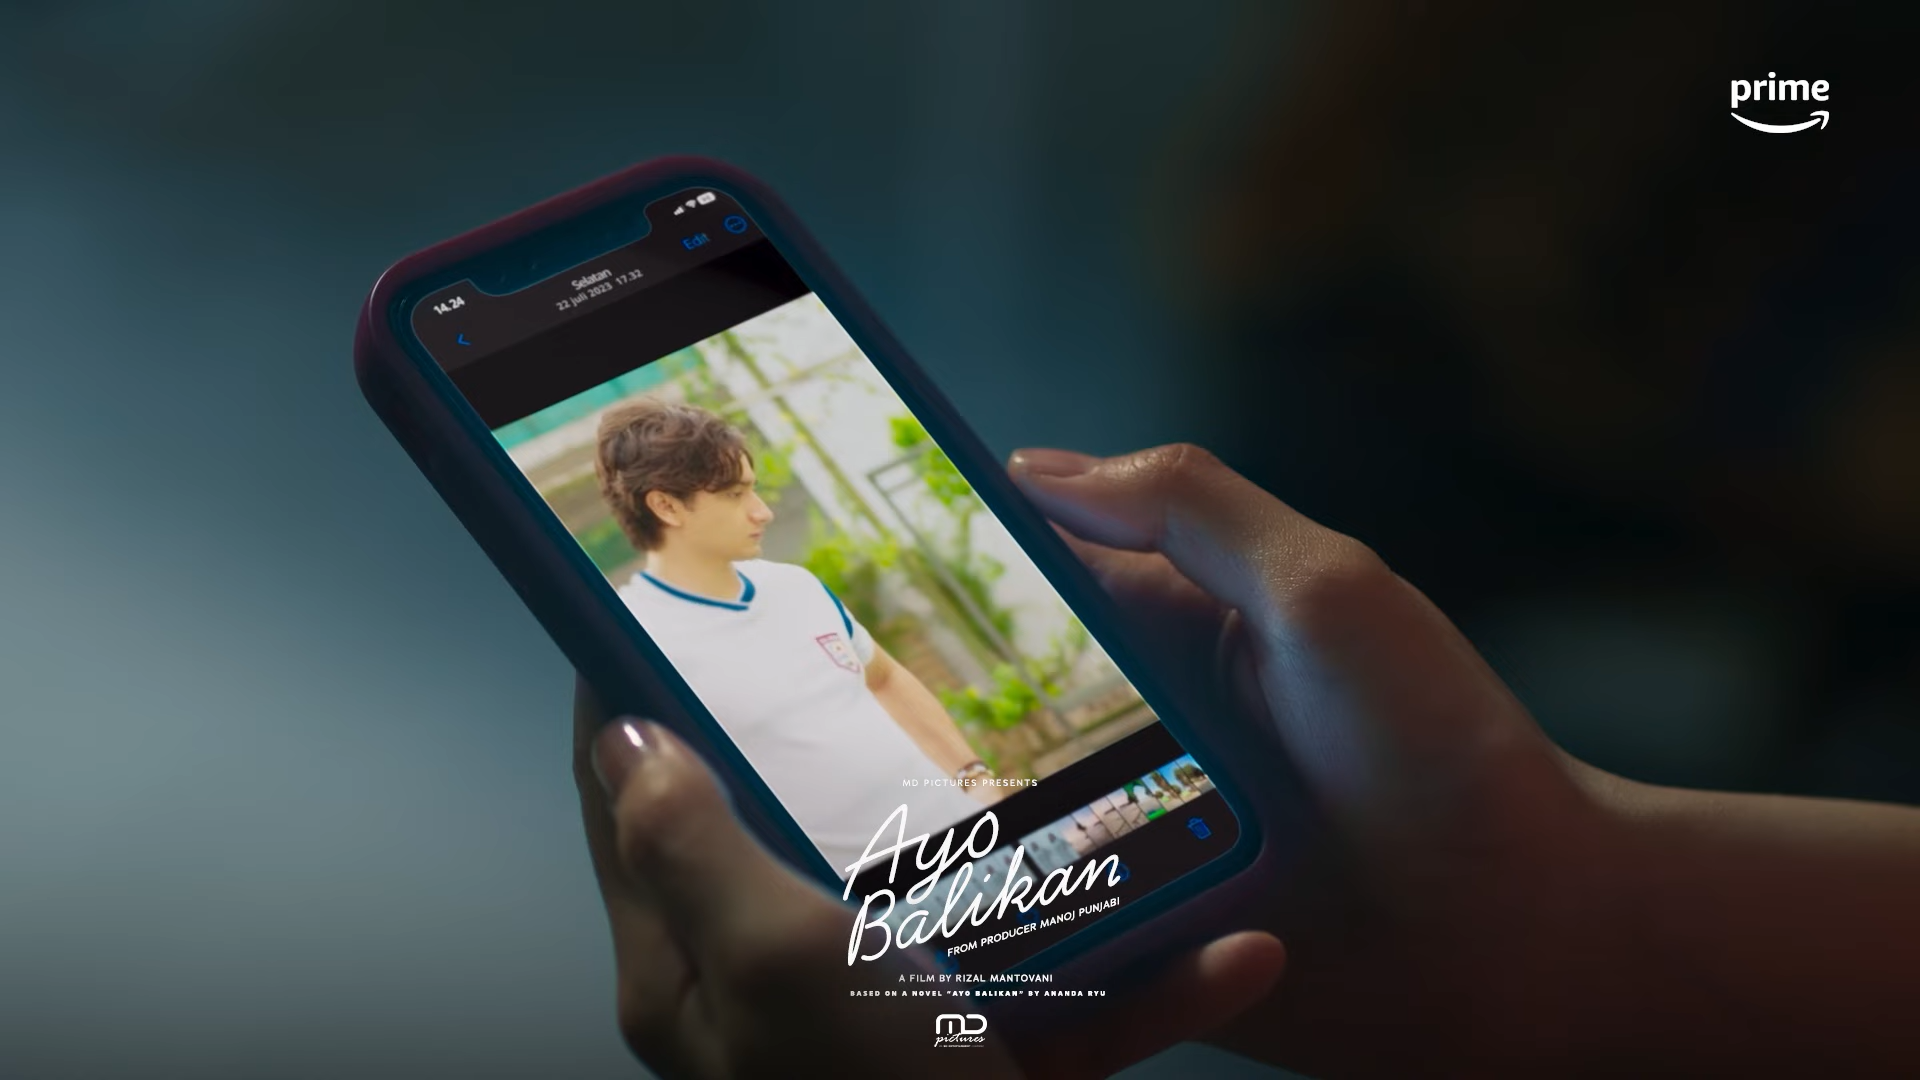 prime
14.24
Selatan
22 juli 2023 17.32
Edit
MD PICTURES PRESENTS
Ayo
Balikan
FROM PRODUCER MANOJ PUNJABI
A FILM BY RIZAL MANTOVANI
BASED ON A NOVEL "AYO BALIKAN" BY ANANDA RYU
MD
pictures